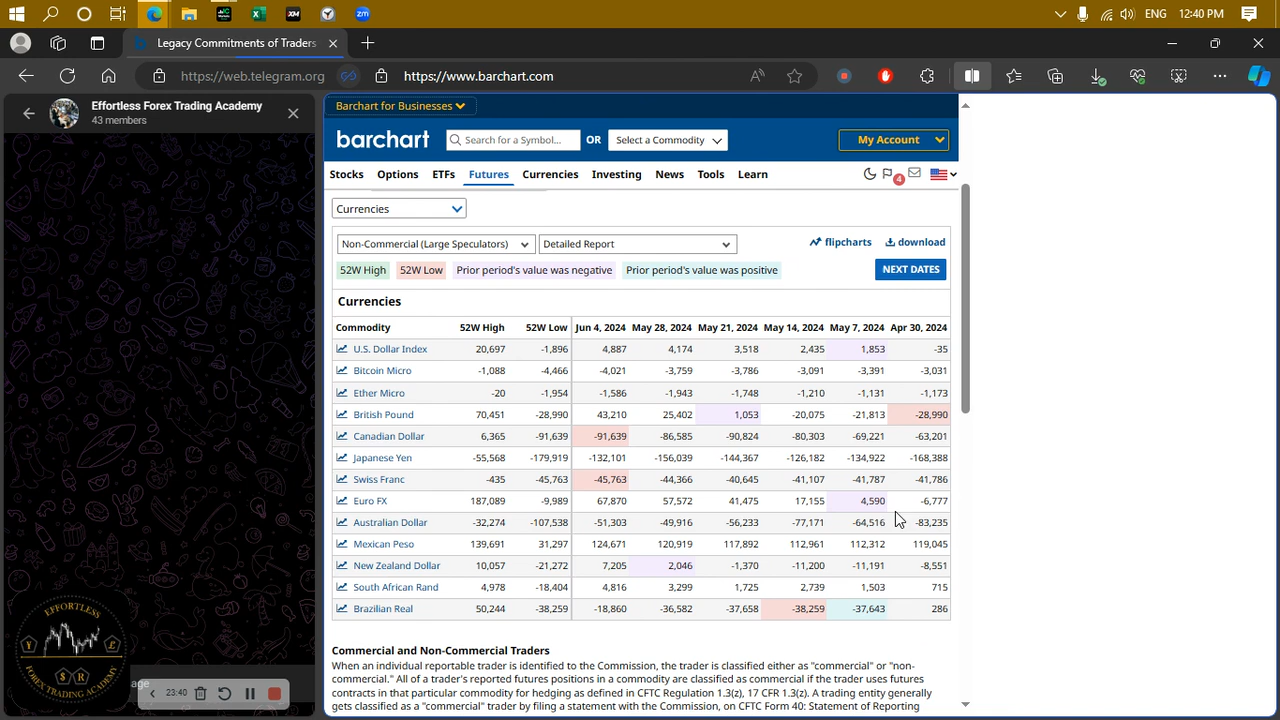 ENG 12:40 PM
Legacy Commitments of Traders
https://web.telegram.org
https://www.barchart.com
Effortless Forex Trading Academy
43 members
Barchart for Businesses
barchart
Search for a Symbol...
OR
Select a Commodity
My Account
Stocks Options ETFs Futures Currencies Investing News Tools Learn
4
Currencies
Non-Commercial (Large Speculators) Detailed Report
flipcharts download
52W High 52W Low Prior period's value was negative Prior period's value was positive
NEXT DATES
Currencies
Commodity 52W High 52W Low Jun 4, 2024 May 28, 2024 May 21, 2024 May 14, 2024 May 7, 2024 Apr 30, 2024
U.S. Dollar Index 20,697 -1,896 4,887 4,174 3,518 2,435 1,853 -35
Bitcoin Micro -1,088 -4,466 -4,021 -3,759 -3,786 -3,091 -3,391 -3,031
Ether Micro -20 -1,954 -1,586 -1,943 -1,748 -1,210 -1,131 -1,173
British Pound 70,451 -28,990 43,210 25,402 1,053 -20,075 -21,813 -28,990
Canadian Dollar 6,365 -91,639 -91,639 -86,585 -90,824 -80,303 -69,221 -63,201
Japanese Yen -55,568 -179,919 -132,101 -156,039 -144,367 -126,182 -134,922 -168,388
Swiss Franc -435 -45,763 -45,763 -44,366 -40,645 -41,107 -41,787 -41,786
Euro FX 187,089 -9,989 67,870 57,572 41,475 17,155 4,590 -6,777
Australian Dollar -32,274 -107,538 -51,303 -49,916 -56,233 -77,171 -64,516 -83,235
Mexican Peso 139,691 31,297 124,671 120,919 117,892 112,961 112,312 119,045
New Zealand Dollar 10,057 -21,272 7,205 2,046 -1,370 -11,200 -11,191 -8,551
South African Rand 4,978 -18,404 4,816 3,299 1,725 2,739 1,503 715
Brazilian Real 50,244 -38,259 -18,860 -36,582 -37,658 -38,259 -37,643 286
Commercial and Non-Commercial Traders
When an individual reportable trader is identified to the Commission, the trader is classified either as "commercial" or "non-
commercial." All of a trader's reported futures positions in a commodity are classified as commercial if the trader uses futures
contracts in that particular commodity for hedging as defined in CFTC Regulation 1.3(z), 17 CFR 1.3(z). A trading entity generally
gets classified as a "commercial" trader by filing a statement with the Commission, on CFTC Form 40: Statement of Reporting
EFFORTLESS
FOREX TRADING ACADEMY
23:40